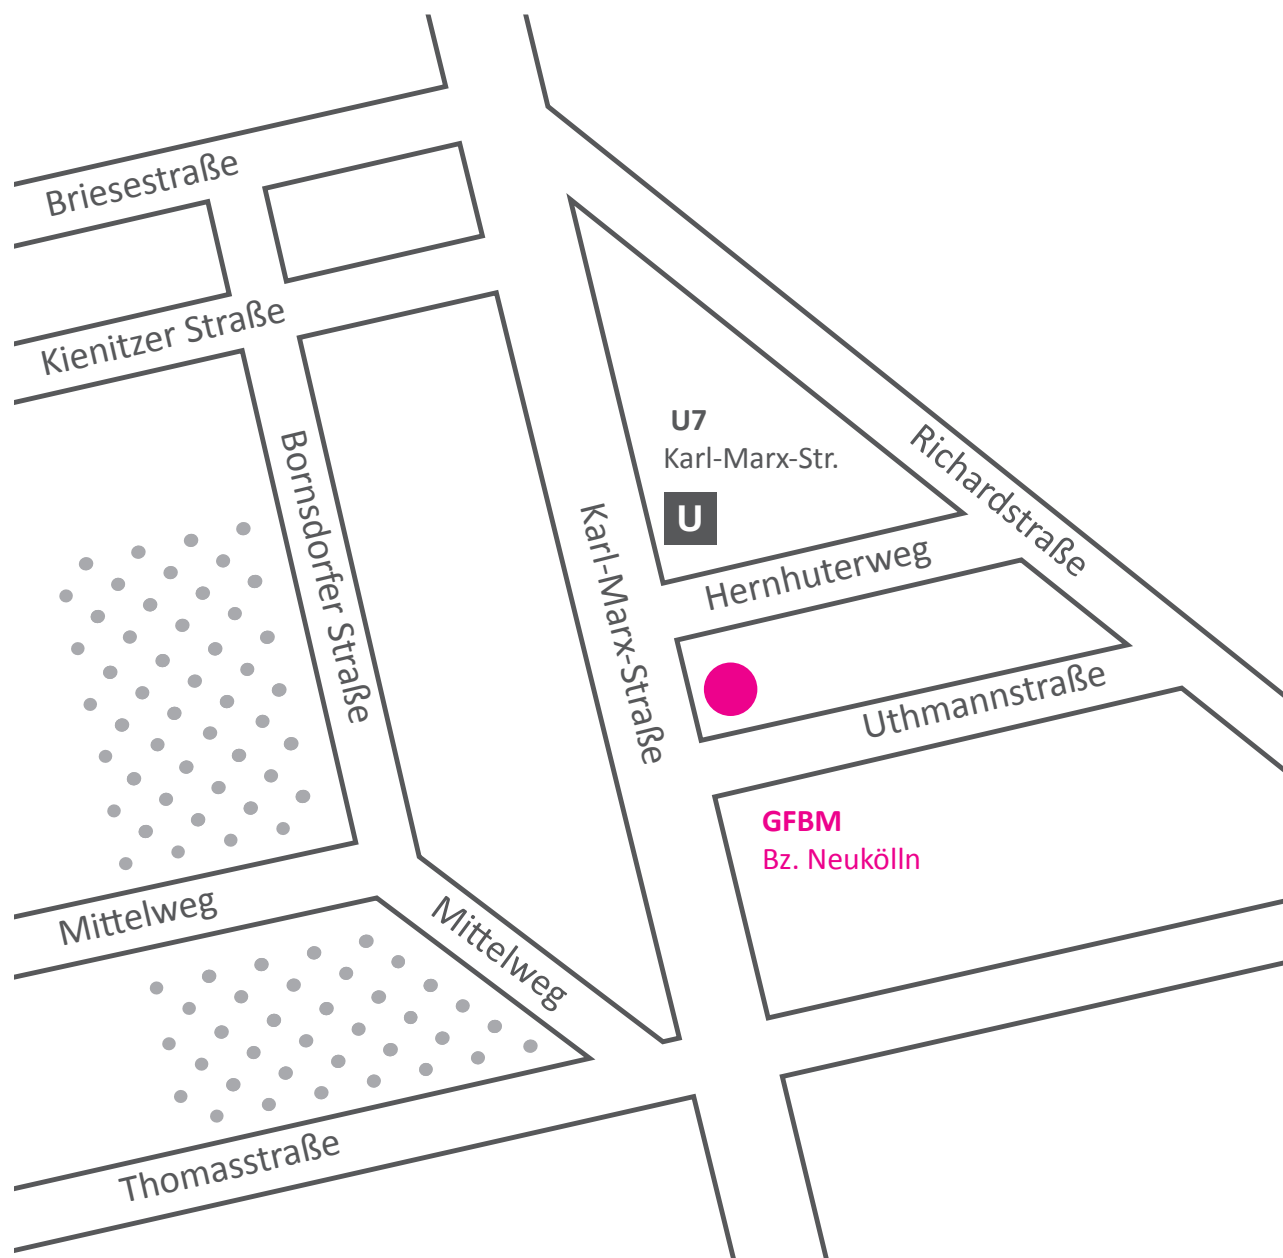 Briesestraße
Kienitzer Straße
Bornsdorfer Straße
U7
Karl-Marx-Str.
U
Richardstraße
Karl-Marx-Straße
Hernhuterweg
Uthmannstraße
GFBM
Bz. Neukölln
Mittelweg
Mittelweg
Thomasstraße